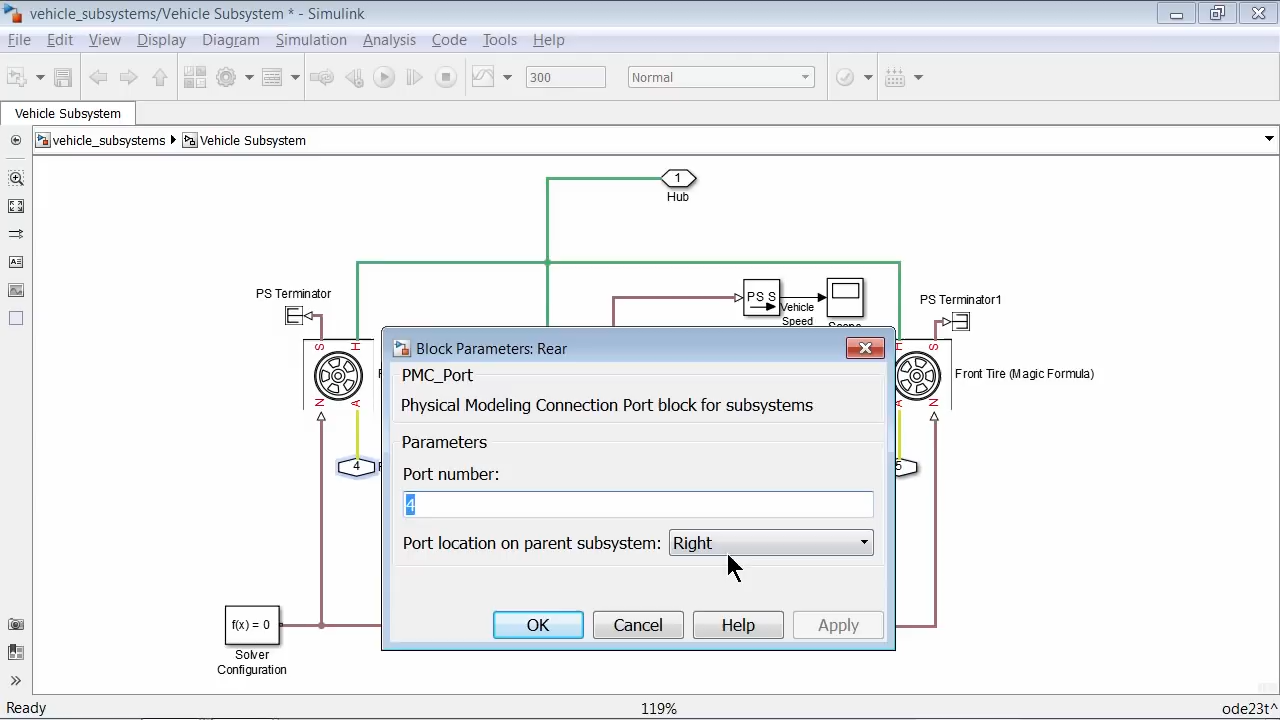 vehicle_subsystems/Vehicle Subsystem * - Simulink
File Edit View Display Diagram Simulation Analysis Code Tools Help
300
Normal
Vehicle Subsystem
vehicle_subsystems
Vehicle Subsystem
1
Hub
PS Terminator
PS S
Vehicle
Speed
PS Terminator1
S H
N A
4
H S
A N
Front Tire (Magic Formula)
5
Block Parameters: Rear
PMC_Port
Physical Modeling Connection Port block for subsystems
Parameters
Port number:
4
Port location on parent subsystem: Right
OK Cancel Help Apply
f(x) = 0
Solver
Configuration
Ready
119%
ode23t^